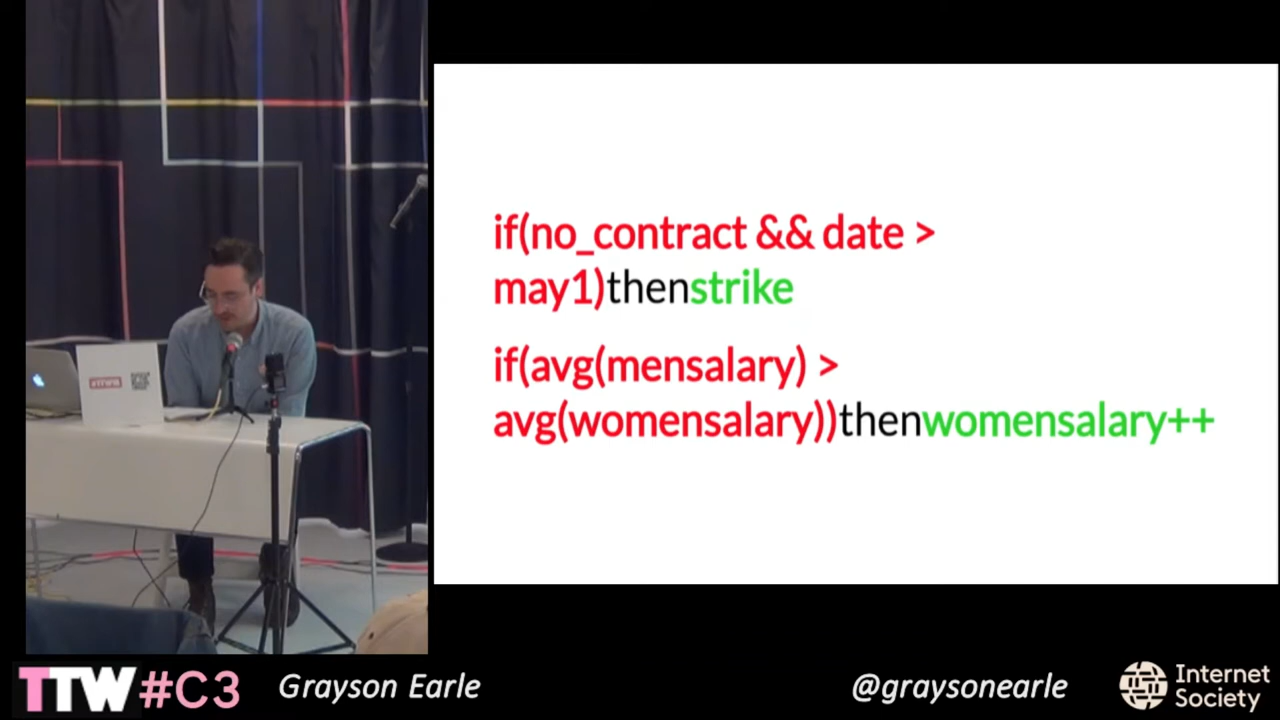 if(no_contract && date >
may1)thenstrike
if(avg(mensalary) >
avg(womensalary))thenwomensalary++
TTW #C3
Grayson Earle
@graysonearle
Internet
Society